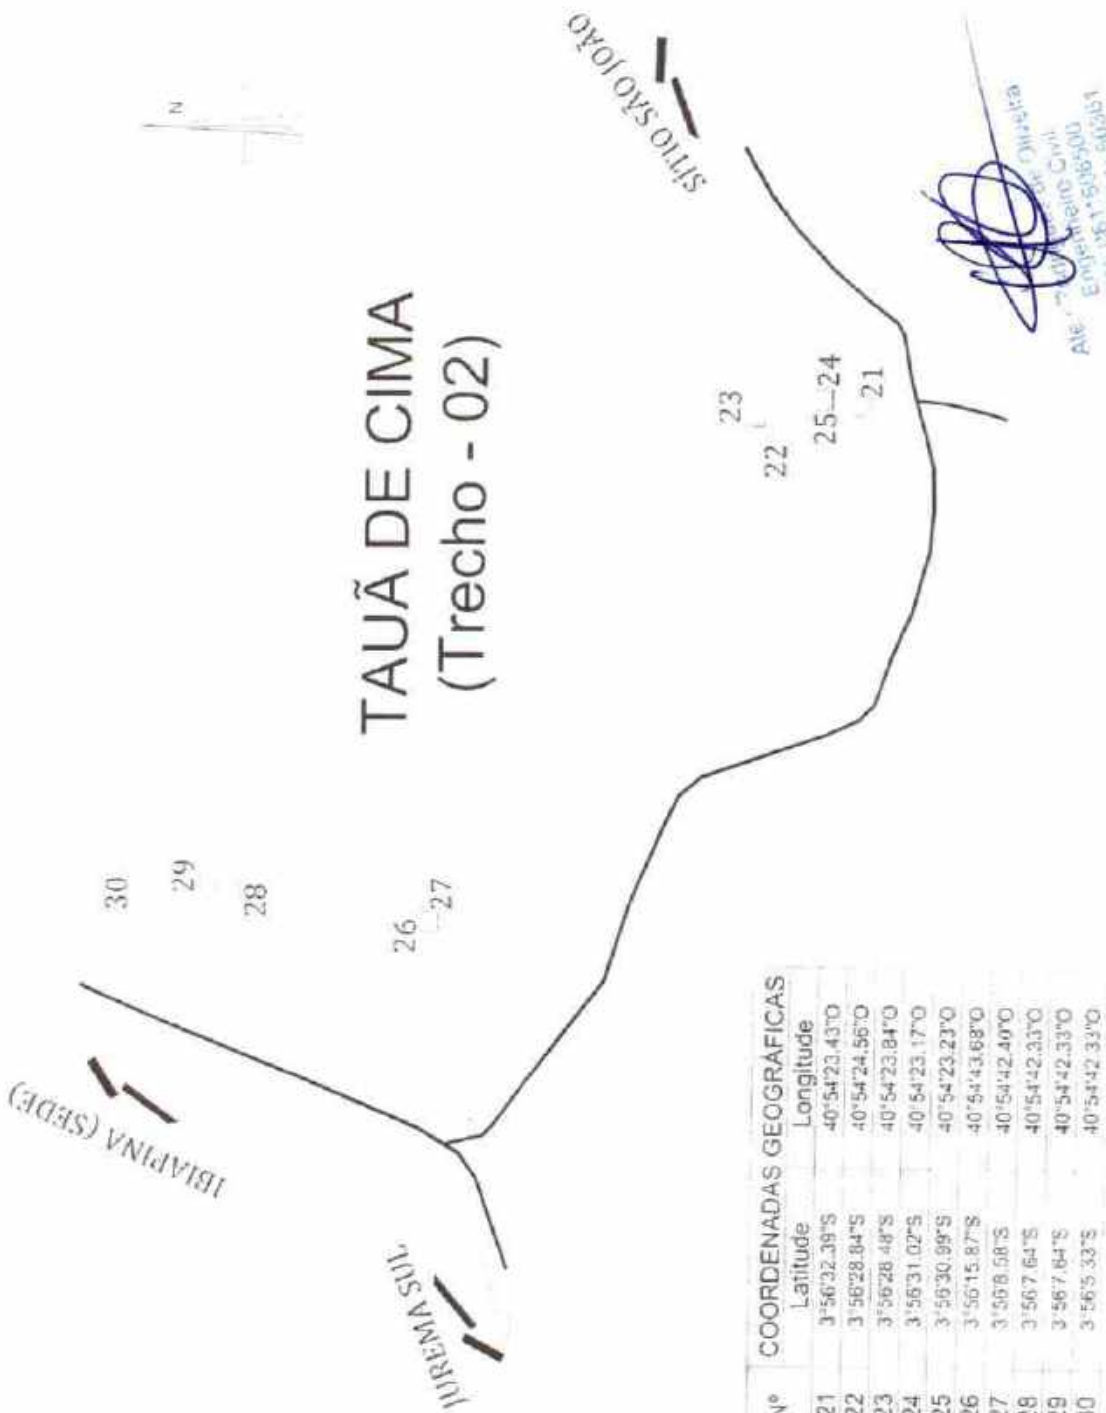 N
SÍTIO SÃO JOÃO
TAUÃ DE CIMA
(Trecho - 02)
IBIAPINA (SEDE)
JUREMA SUL
30
29
28
26
27
23
22
25
24
21
Nº COORDENADAS GEOGRÁFICAS
Latitude Longitude
21 3°56'32.39"S 40°54'23.43"O
22 3°56'28.84"S 40°54'24.56"O
23 3°56'28.48"S 40°54'23.84"O
24 3°56'31.02"S 40°54'23.17"O
25 3°56'30.99"S 40°54'23.23"O
26 3°56'15.87"S 40°54'43.68"O
27 3°56'8.58"S 40°54'42.40"O
28 3°56'7.64"S 40°54'42.33"O
29 3°56'7.64"S 40°54'42.33"O
30 3°56'5.33"S 40°54'42.33"O
de Oliveira
Engenheiro Civil